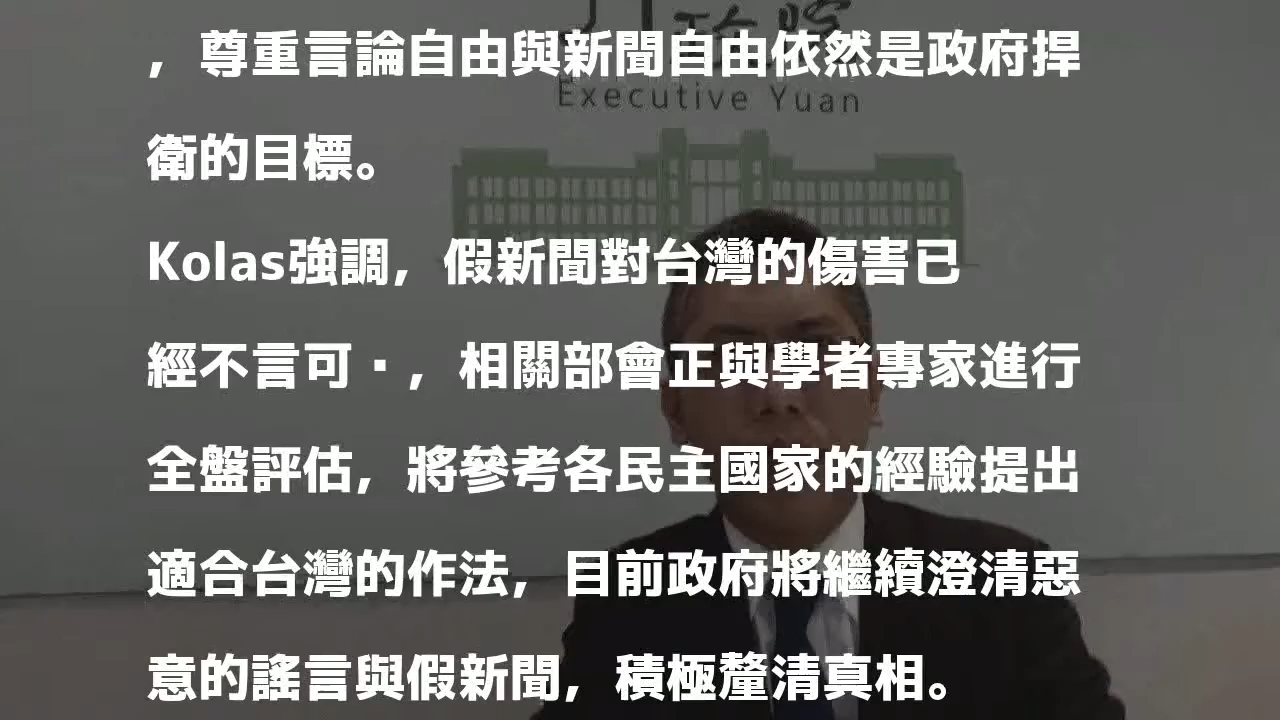 Executive Yuan
，尊重言論自由與新聞自由依然是政府捍
衛的目標。
Kolas強調，假新聞對台灣的傷害已
經不言可·，相關部會正與學者專家進行
全盤評估，將參考各民主國家的經驗提出
適合台灣的作法，目前政府將繼續澄清惡
意的謠言與假新聞，積極釐清真相。